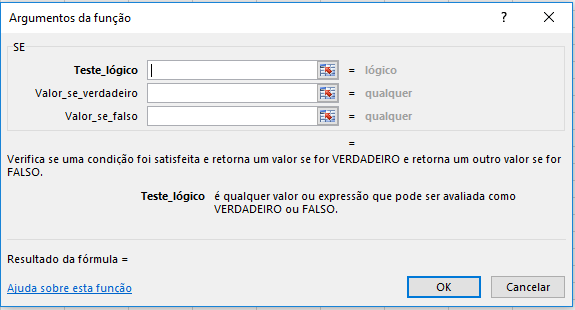 Argumentos da função ? ×
SE
Teste_lógico = lógico
Valor_se_verdadeiro = qualquer
Valor_se_falso = qualquer
=
Verifica se uma condição foi satisfeita e retorna um valor se for VERDADEIRO e retorna um outro valor se for
FALSO.
Teste_lógico é qualquer valor ou expressão que pode ser avaliada como
VERDADEIRO ou FALSO.
Resultado da fórmula =
Ajuda sobre esta função OK Cancelar